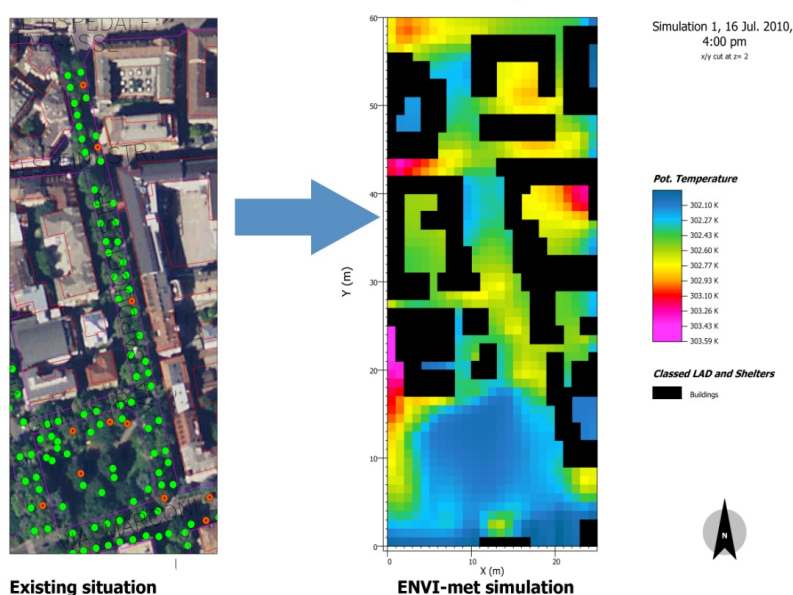 ALGASSE
Existing situation
60
50
40
30
20
10
0
Y (m)
0
10
20
X (m)
ENVI-met simulation
Simulation 1, 16 Jul. 2010,
4:00 pm
x/y cut at z= 2
Pot. Temperature
302.10 K
302.27 K
302.43 K
302.60 K
302.77 K
302.93 K
303.10 K
303.26 K
303.43 K
303.59 K
Classed LAD and Shelters
Buildings
N